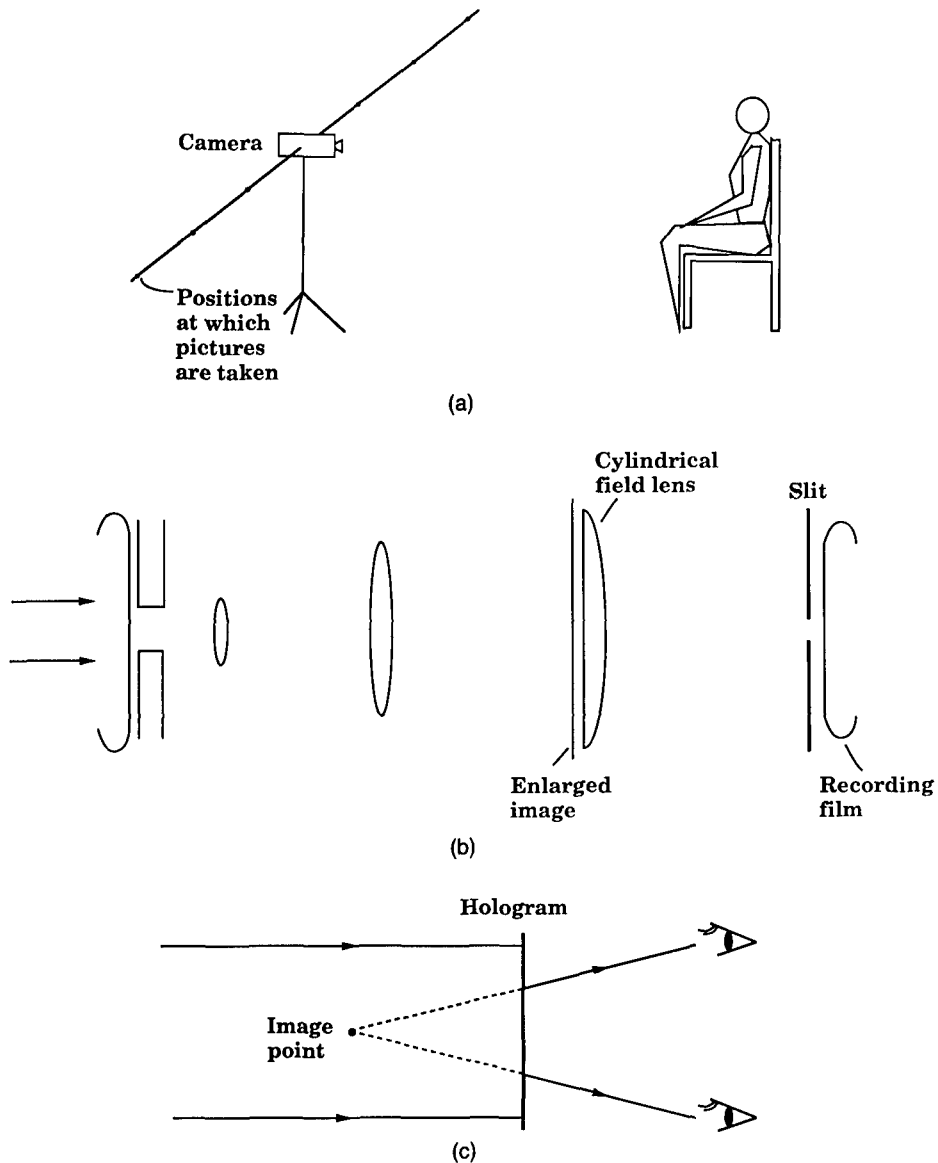 Camera
Positions
at which
pictures
are taken
(a)
Cylindrical
field lens
Slit
Enlarged
image
Recording
film
(b)
Hologram
Image
point
(c)